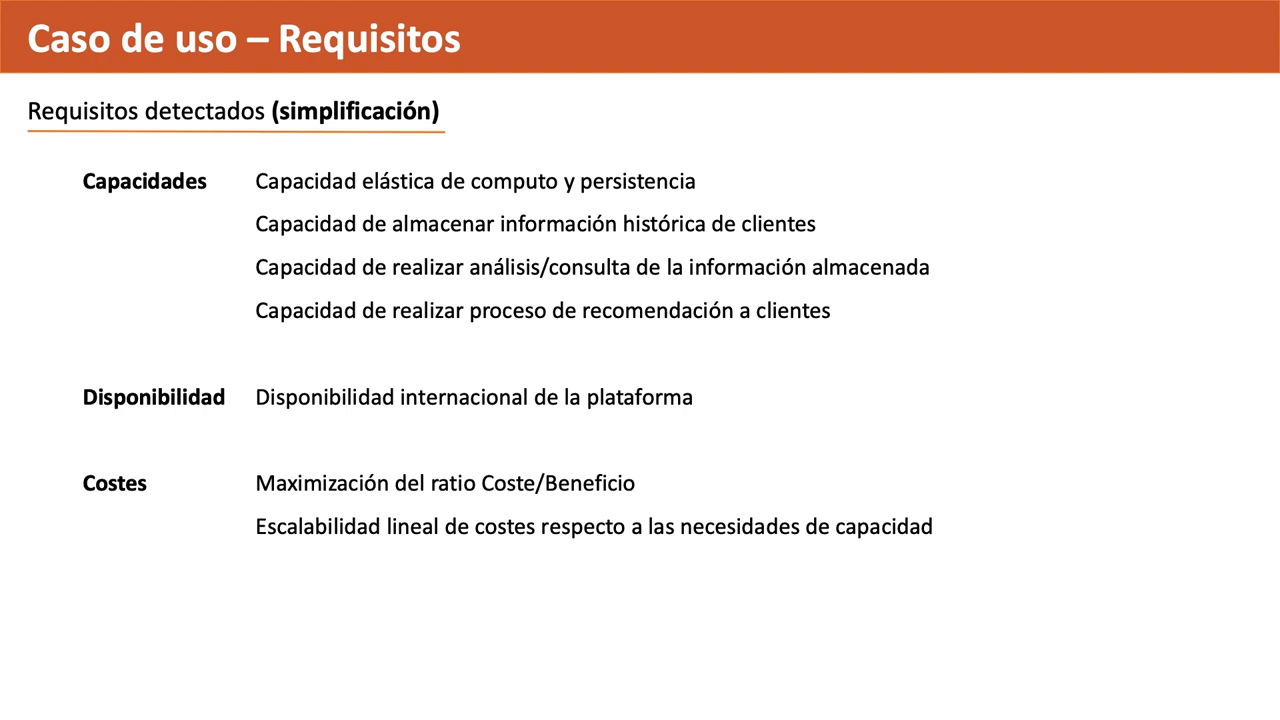 Caso de uso – Requisitos
Requisitos detectados (simplificación)
Capacidades Capacidad elástica de computo y persistencia
Capacidad de almacenar información histórica de clientes
Capacidad de realizar análisis/consulta de la información almacenada
Capacidad de realizar proceso de recomendación a clientes
Disponibilidad Disponibilidad internacional de la plataforma
Costes Maximización del ratio Coste/Beneficio
Escalabilidad lineal de costes respecto a las necesidades de capacidad